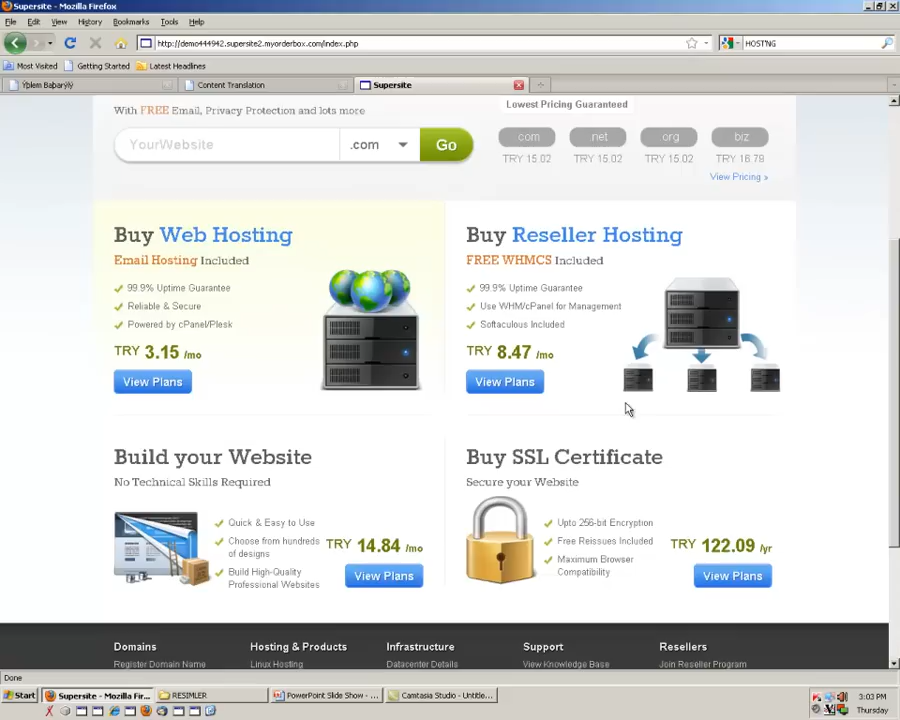 Supersite - Mozilla Firefox
File Edit View History Bookmarks Tools Help
http://demo444942.supersite2.myorderbox.com/index.php
HOSTNG
Most Visited Getting Started Latest Headlines
Content Translation
Supersite
With FREE Email, Privacy Protection and lots more
Lowest Pricing Guaranteed
YourWebsite .com Go
com net org biz
TRY 15.02 TRY 15.02 TRY 15.02 TRY 16.78
View Pricing »
Buy Web Hosting
Email Hosting Included
99.9% Uptime Guarantee
Reliable & Secure
Powered by cPanel/Plesk
TRY 3.15 /mo
View Plans
Buy Reseller Hosting
FREE WHMCS Included
99.9% Uptime Guarantee
Use WHM/cPanel for Management
Softaculous Included
TRY 8.47 /mo
View Plans
Build your Website
No Technical Skills Required
Quick & Easy to Use
Choose from hundreds
of designs
Build High-Quality
Professional Websites
TRY 14.84 /mo
View Plans
Buy SSL Certificate
Secure your Website
Upto 256-bit Encryption
Free Reissues Included
Maximum Browser
Compatibility
TRY 122.09 /yr
View Plans
Domains Hosting & Products Infrastructure Support Resellers
Register Domain Name Linux Hosting Datacenter Details View Knowledge Base Join Reseller Program
Done
Start Supersite - Mozilla Fir... RESIMLER PowerPoint Slide Show - ... Camtasia Studio - Untitle... 3:03 PM
Thursday